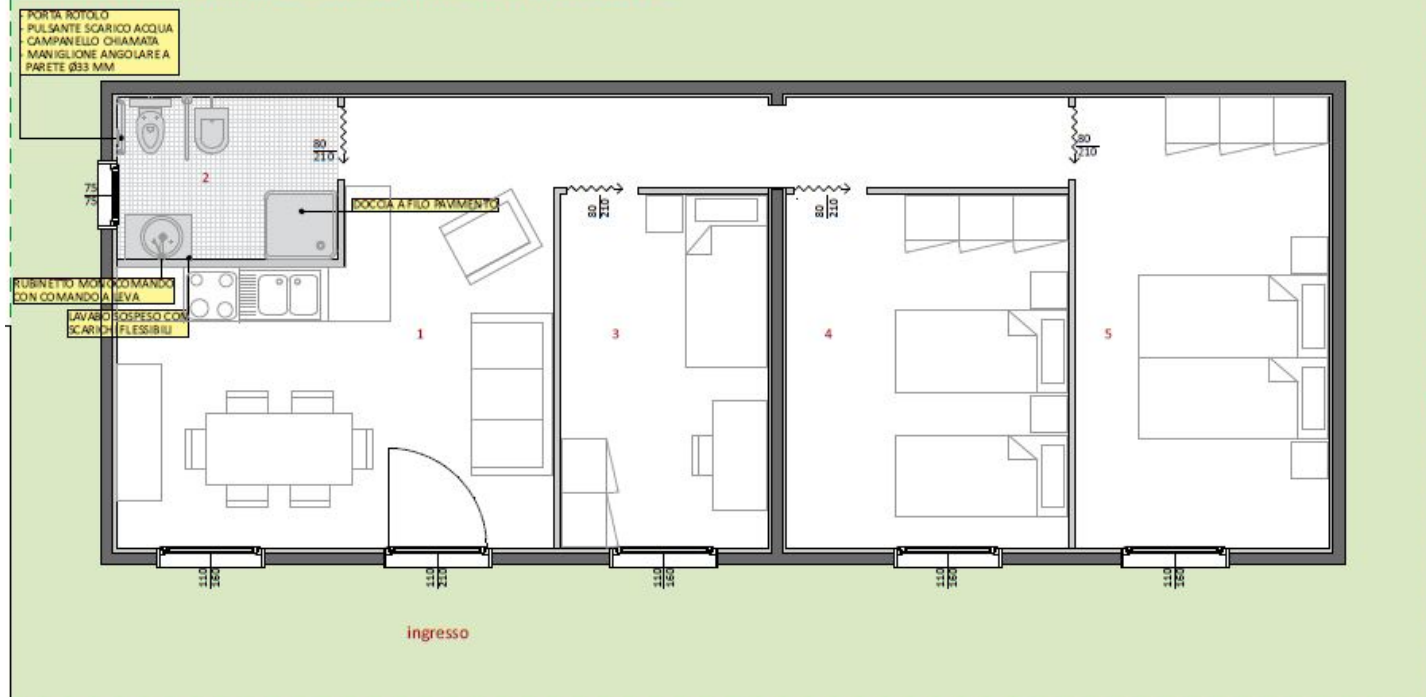 - PORTA ROTOLO
- PULSANTE SCARICO ACQUA
- CAMPANELLO CHIAMATA
- MANIGLIONE ANGOLARE A
PARETE Ø33 MM
80
210
80
210
2
75
75
DOCCIA A FILO PAVIMENTO
80
210
80
210
RUBINETTO MONOCOMANDO
CON COMANDO A LEVA
LAVABO SOSPESO CON
SCARICHI FLESSIBILI
1
3
4
5
110
160
110
210
110
160
110
160
110
160
ingresso